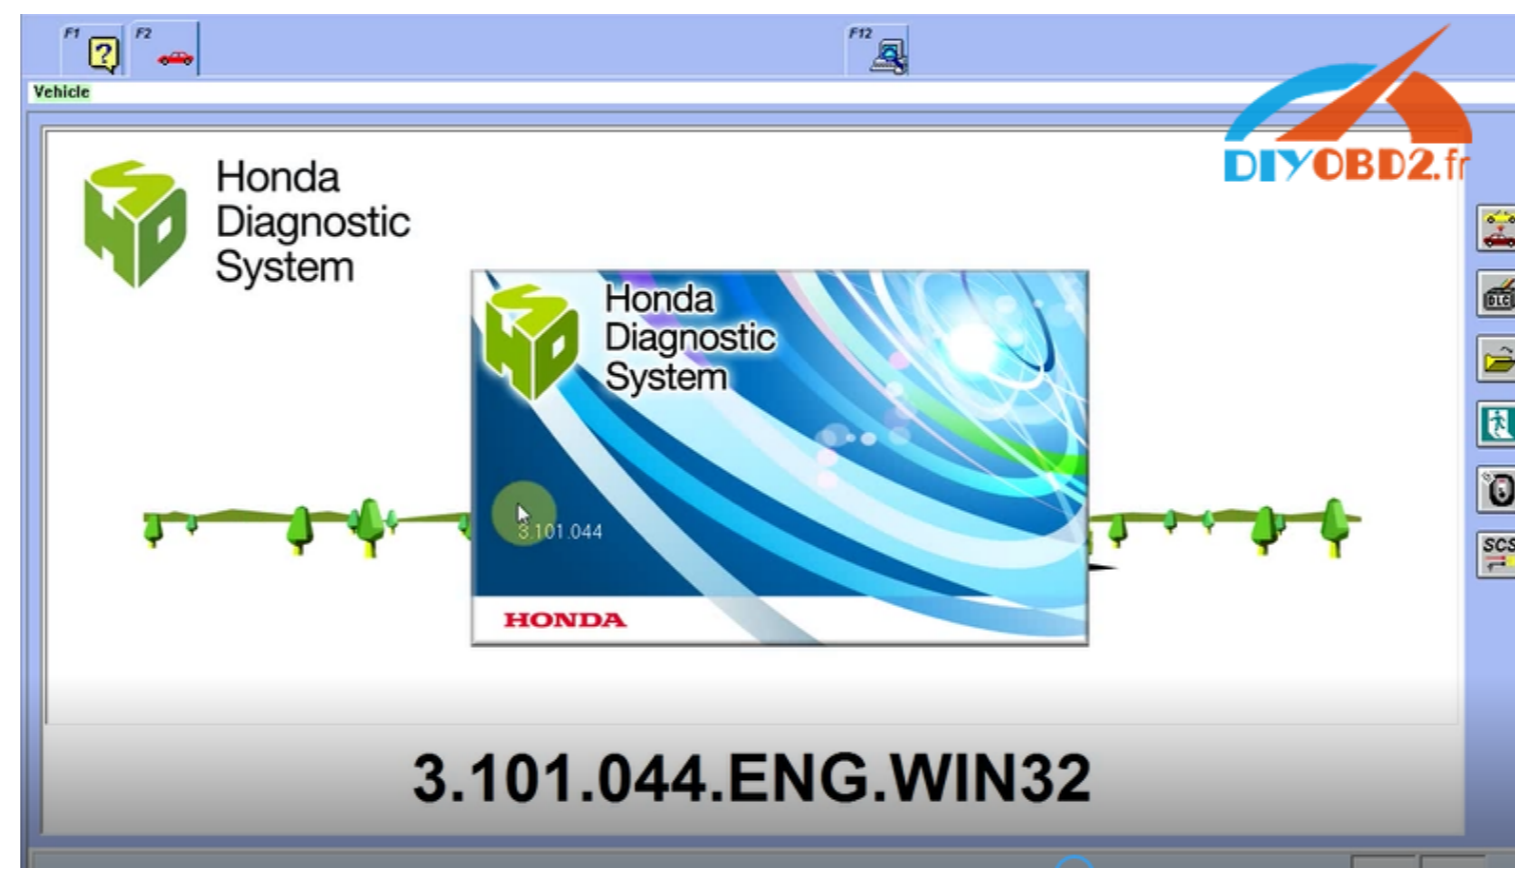 F1
F2
F12
Vehicle
DIYOBD2.fr
Honda
Diagnostic
System
Honda
Diagnostic
System
DLC
3.101.044
HONDA
SCS
3.101.044.ENG.WIN32